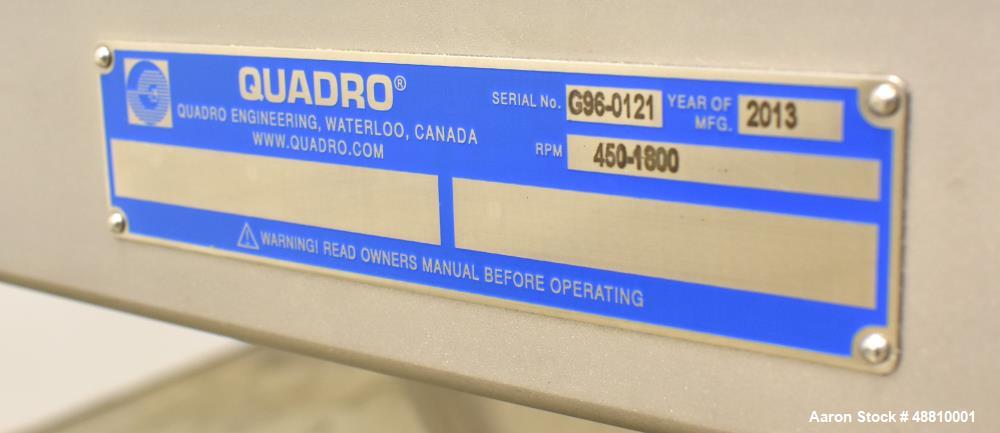 QUADRO®
QUADRO ENGINEERING, WATERLOO, CANADA
WWW.QUADRO.COM
SERIAL No. G96-0121 YEAR OF MFG. 2013
RPM 450-1800
WARNING! READ OWNERS MANUAL BEFORE OPERATING
Aaron Stock # 48810001